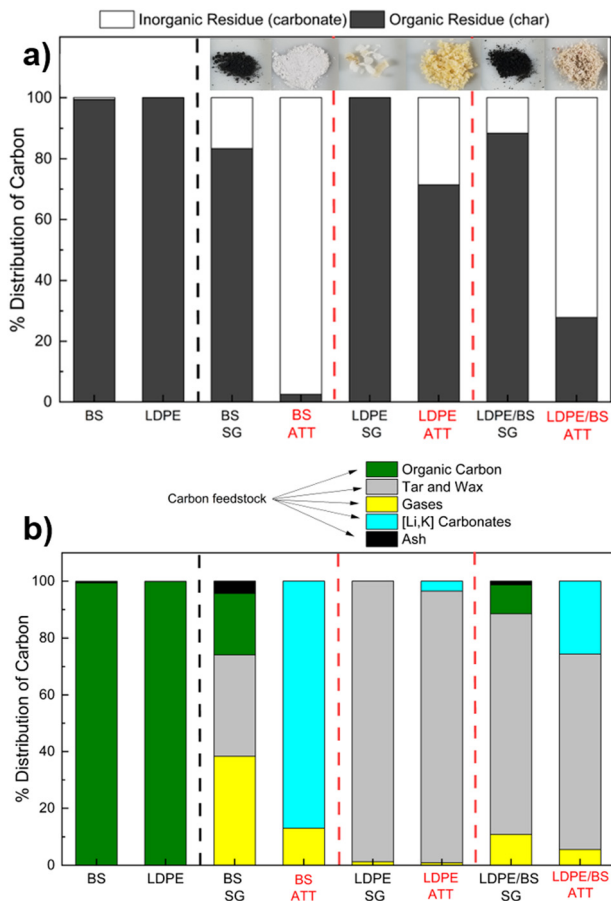 Inorganic Residue (carbonate) Organic Residue (char)
a)
% Distribution of Carbon
100
80
60
40
20
0
BS LDPE BS SG BS ATT LDPE SG LDPE ATT LDPE/BS SG LDPE/BS ATT
Carbon feedstock
Organic Carbon
Tar and Wax
Gases
[Li,K] Carbonates
Ash
b)
% Distribution of Carbon
100
80
60
40
20
0
BS LDPE BS SG BS ATT LDPE SG LDPE ATT LDPE/BS SG LDPE/BS ATT